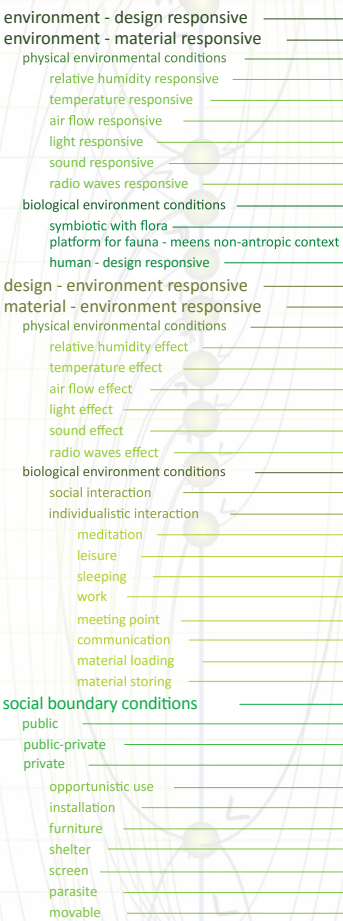 environment - design responsive
environment - material responsive
physical environmental conditions
relative humidity responsive
temperature responsive
air flow responsive
light responsive
sound responsive
radio waves responsive
biological environment conditions
symbiotic with flora
platform for fauna - meens non-antropic context
human - design responsive
design - environment responsive
material - environment responsive
physical environmental conditions
relative humidity effect
temperature effect
air flow effect
light effect
sound effect
radio waves effect
biological environment conditions
social interaction
individualistic interaction
meditation
leisure
sleeping
work
meeting point
communication
material loading
material storing
social boundary conditions
public
public-private
private
opportunistic use
installation
furniture
shelter
screen
parasite
movable